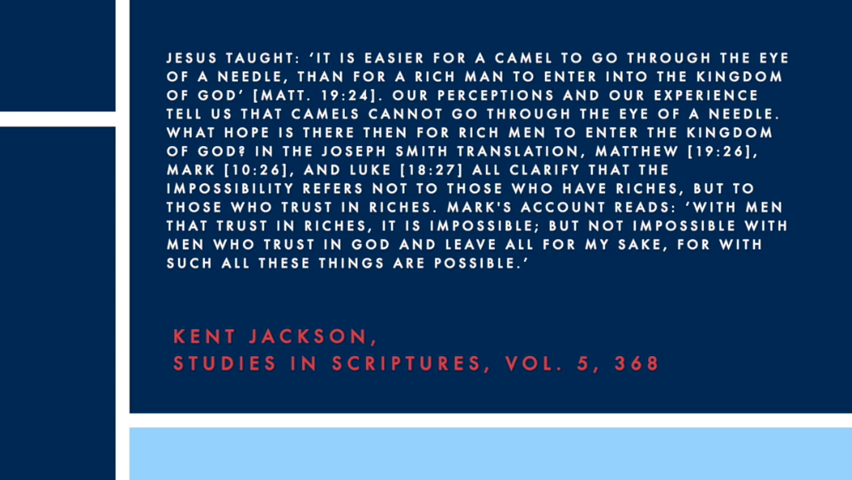 JESUS TAUGHT: ‘IT IS EASIER FOR A CAMEL TO GO THROUGH THE EYE
OF A NEEDLE, THAN FOR A RICH MAN TO ENTER INTO THE KINGDOM
OF GOD’ [MATT. 19:24]. OUR PERCEPTIONS AND OUR EXPERIENCE
TELL US THAT CAMELS CANNOT GO THROUGH THE EYE OF A NEEDLE.
WHAT HOPE IS THERE THEN FOR RICH MEN TO ENTER THE KINGDOM
OF GOD? IN THE JOSEPH SMITH TRANSLATION, MATTHEW [19:26],
MARK [10:26], AND LUKE [18:27] ALL CLARIFY THAT THE
IMPOSSIBILITY REFERS NOT TO THOSE WHO HAVE RICHES, BUT TO
THOSE WHO TRUST IN RICHES. MARK'S ACCOUNT READS: ‘WITH MEN
THAT TRUST IN RICHES, IT IS IMPOSSIBLE; BUT NOT IMPOSSIBLE WITH
MEN WHO TRUST IN GOD AND LEAVE ALL FOR MY SAKE, FOR WITH
SUCH ALL THESE THINGS ARE POSSIBLE.’
KENT JACKSON,
STUDIES IN SCRIPTURES, VOL. 5, 368